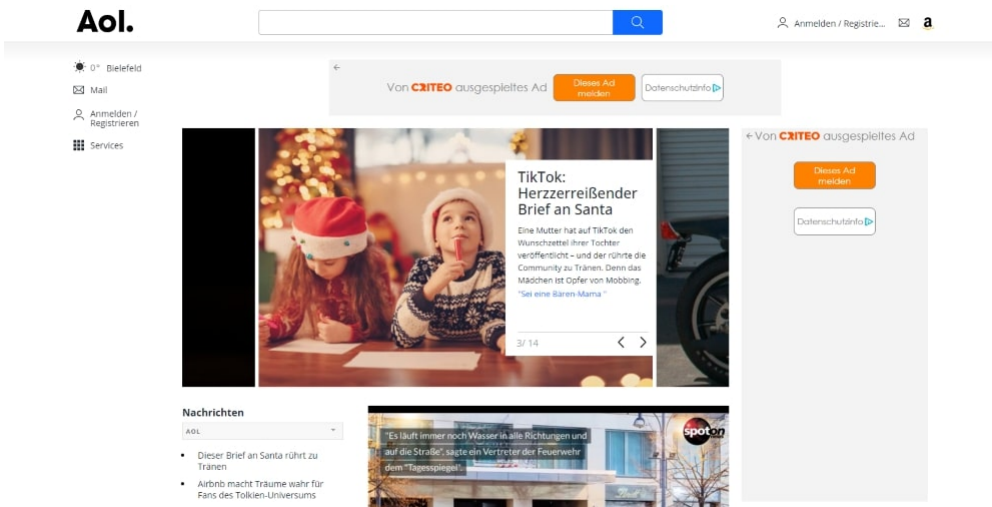 Aol.
Anmelden / Registrie...
0° Bielefeld
Mail
Anmelden /
Registrieren
Services
Von CRITEO ausgespieltes Ad
Dieses Ad
melden
Datenschutzinfo
TikTok:
Herzzerreißender
Brief an Santa
Eine Mutter hat auf TikTok den
Wunschzettel ihrer Tochter
veröffentlicht – und der rührte die
Community zu Tränen. Denn das
Mädchen ist Opfer von Mobbing.
"Sei eine Bären-Mama "
3/ 14
Von CRITEO ausgespieltes Ad
Dieses Ad
melden
Datenschutzinfo
Nachrichten
AOL
Dieser Brief an Santa rührt zu
Tränen
Airbnb macht Träume wahr für
Fans des Tolkien-Universums
"Es läuft immer noch Wasser in alle Richtungen und
auf die Straße", sagte ein Vertreter der Feuerwehr
dem "Tagesspiegel".
spot on